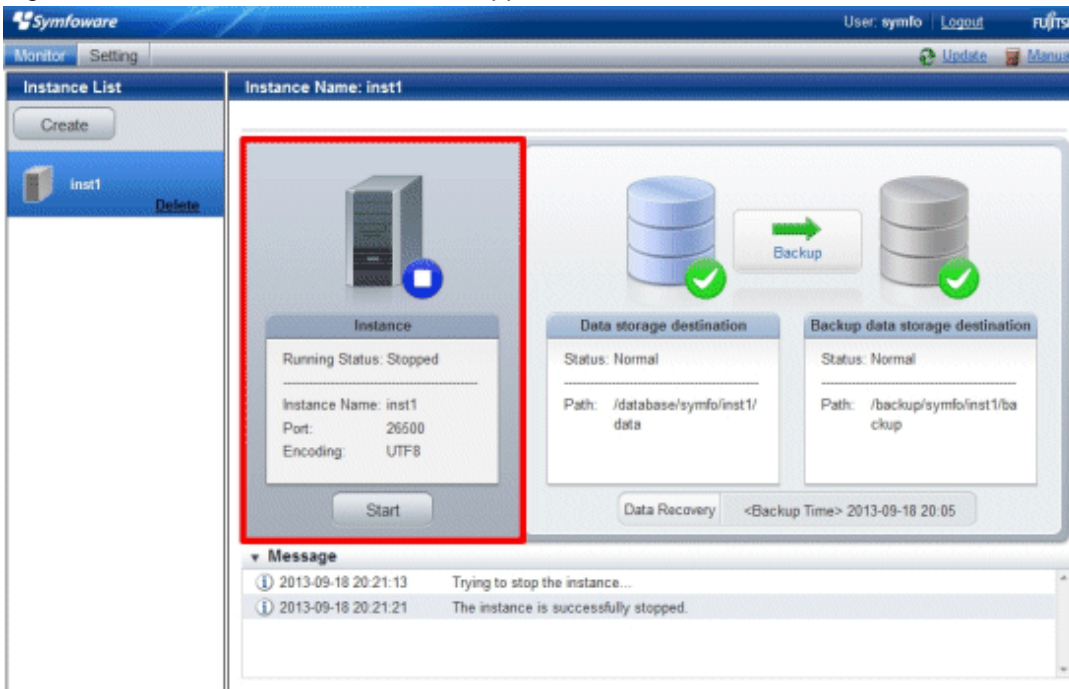 Symfoware
User: symfo
Logout
Monitor
Setting
Update
Instance List
Instance Name: inst1
Create
inst1
Delete
Backup
Instance
Running Status: Stopped
Instance Name: inst1
Port: 26500
Encoding: UTF8
Start
Data storage destination
Status: Normal
Path: /database/symfo/inst1/
data
Backup data storage destination
Status: Normal
Path: /backup/symfo/inst1/ba
ckup
Data Recovery
<Backup Time> 2013-09-18 20:05
Message
2013-09-18 20:21:13 Trying to stop the instance...
2013-09-18 20:21:21 The instance is successfully stopped.